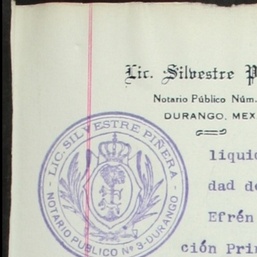 Lic. Silvestre P
Notario Público Núm.
DURANGO, MEX
LIC. SILVESTRE PIÑERA
NOTARIO PUBLICO Nº 3-DURANGO
liquid
dad de
Efrén
ción Prin